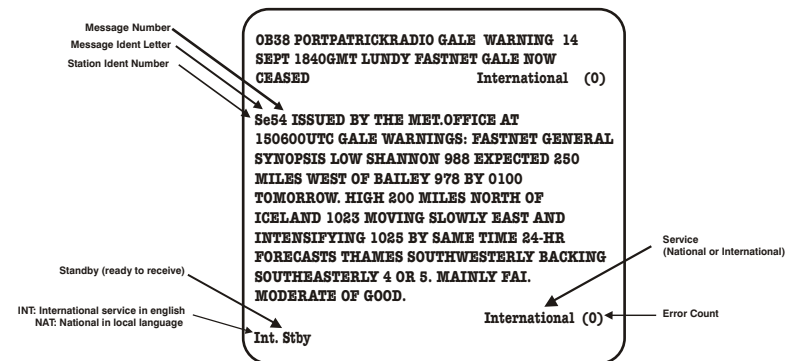 Message Number
Message Ident Letter
Station Ident Number
OB38 PORTPATRICKRADIO GALE WARNING 14
SEPT 1840GMT LUNDY FASTNET GALE NOW
CEASED International (0)
Se54 ISSUED BY THE MET.OFFICE AT
150600UTC GALE WARNINGS: FASTNET GENERAL
SYNOPSIS LOW SHANNON 988 EXPECTED 250
MILES WEST OF BAILEY 978 BY 0100
TOMORROW. HIGH 200 MILES NORTH OF
ICELAND 1023 MOVING SLOWLY EAST AND
INTENSIFYING 1025 BY SAME TIME 24-HR
FORECASTS THAMES SOUTHWESTERLY BACKING
SOUTHEASTERLY 4 OR 5. MAINLY FAI.
MODERATE OF GOOD.
International (0)
Int. Stby
Standby (ready to receive)
INT: International service in english
NAT: National in local language
Service
(National or International)
Error Count